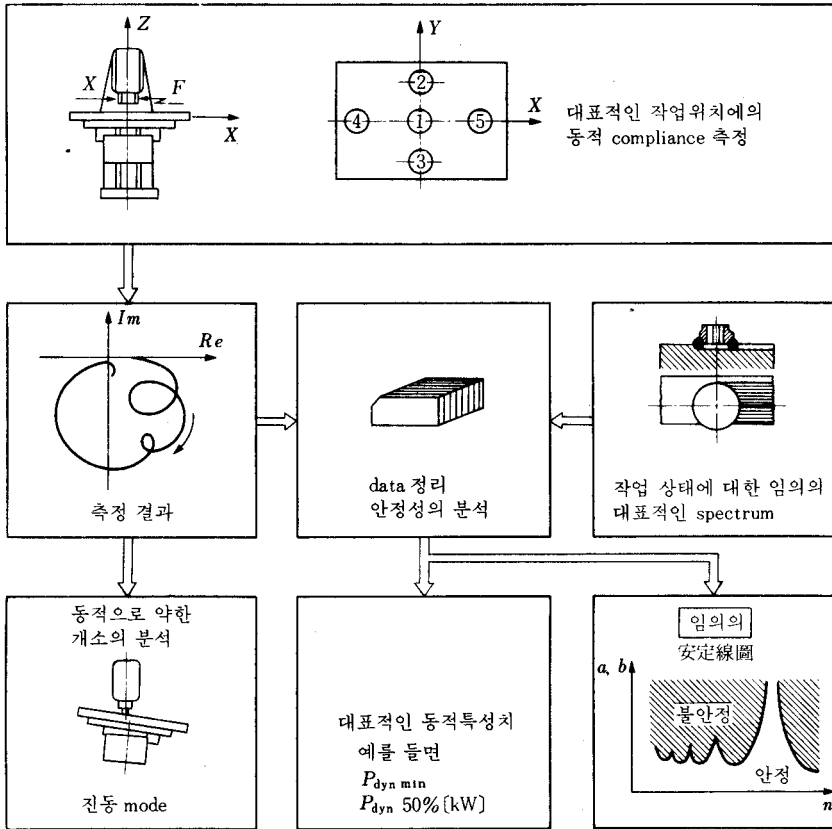 Z
X
F
X
Y
②
④
①
⑤
X
③
대표적인 작업위치에의
동적 compliance 측정
Im
Re
측정 결과
data 정리
안정성의 분석
작업 상태에 대한 임의의
대표적인 spectrum
동적으로 약한
개소의 분석
진동 mode
대표적인 동적특성치
예를 들면
P dyn min
P dyn 50%〔kW〕
임의의
安定線圖
a, b
불안정
안정
n